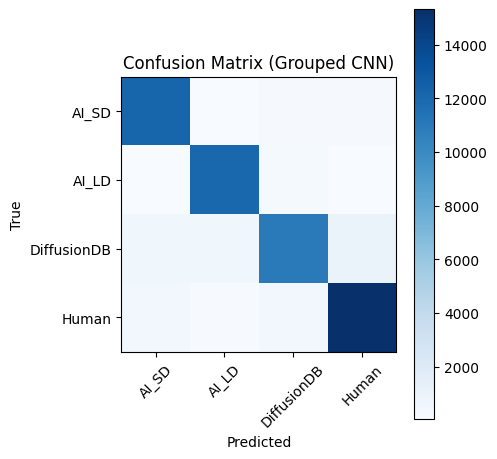 Confusion Matrix (Grouped CNN)
True
AI_SD
AI_LD
DiffusionDB
Human
AI_SD
AI_LD
DiffusionDB
Human
Predicted
14000
12000
10000
8000
6000
4000
2000